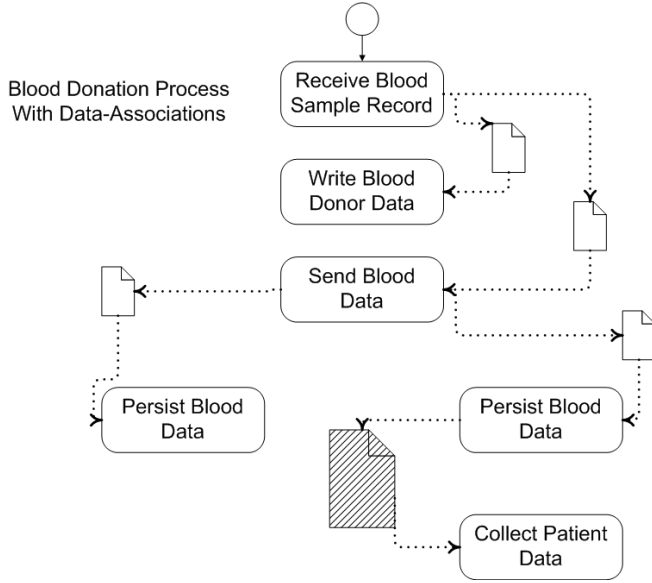 Blood Donation Process
With Data-Associations
Receive Blood
Sample Record
Write Blood
Donor Data
Send Blood
Data
Persist Blood
Data
Persist Blood
Data
Collect Patient
Data